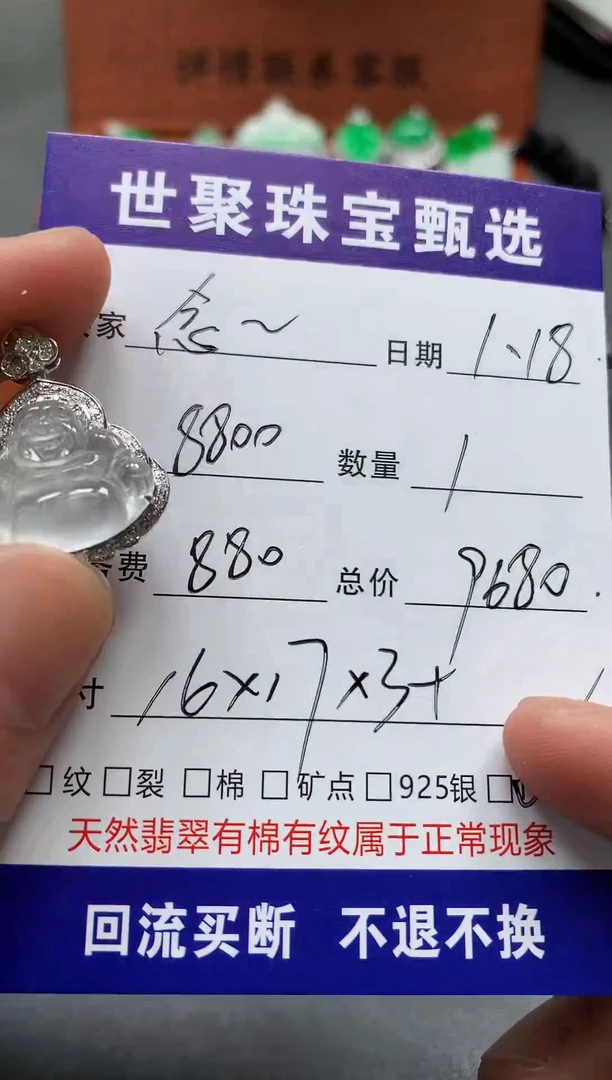 世聚珠宝甄选
家 念~ 日期 1、18
8800 数量 1
费 880 总价 9680.
寸 16×17×3+
□纹□裂□棉□矿点□925银□
天然翡翠有棉有纹属于正常现象
回流买断 不退不换